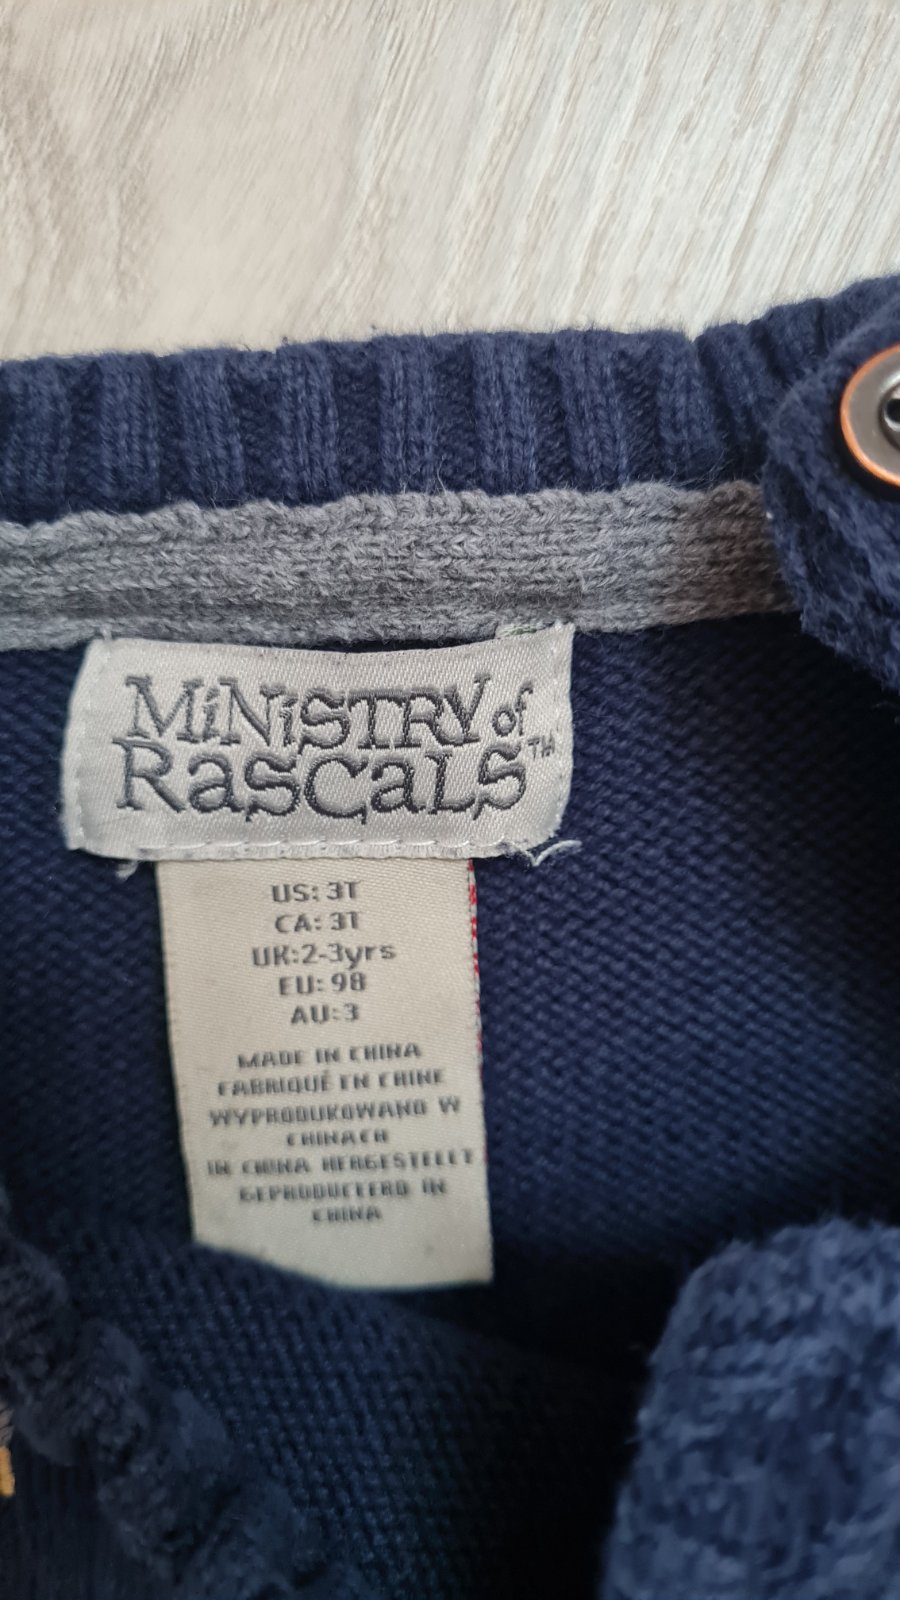 MiNiSTRY of
RaSCaLS™
US: 3T
CA: 3T
UK:2-3yrs
EU: 98
AU:3
MADE IN CHINA
FABRIQUÉ EN CHINE
WYPRODUKOWANO W
CHINACH
IN CHINA HERGESTELLT
GEPRODUCEERD IN
CHINA